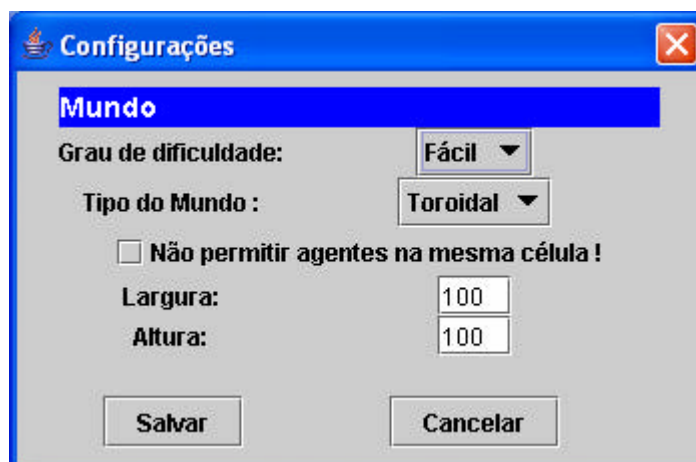 Configurações
Mundo
Grau de dificuldade: Fácil
Tipo do Mundo : Toroidal
Não permitir agentes na mesma célula !
Largura: 100
Altura: 100
Salvar Cancelar